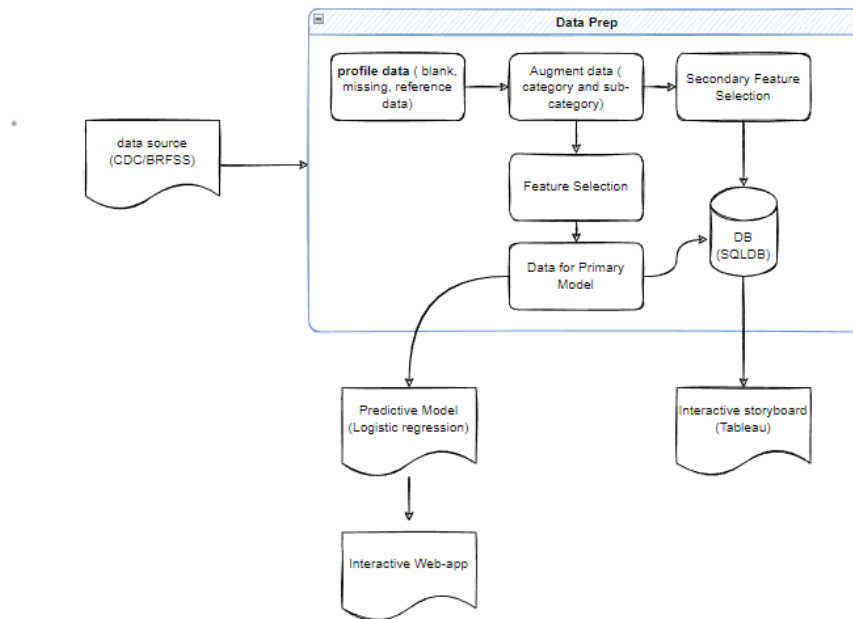 Data Prep
profile data ( blank,
missing, reference
data)
Augment data (
category and sub-
category)
Secondary Feature
Selection
data source
(CDC/BRFSS)
Feature Selection
DB
(SQLDB)
Data for Primary
Model
Predictive Model
(Logistic regression)
Interactive storyboard
(Tableau)
Interactive Web-app